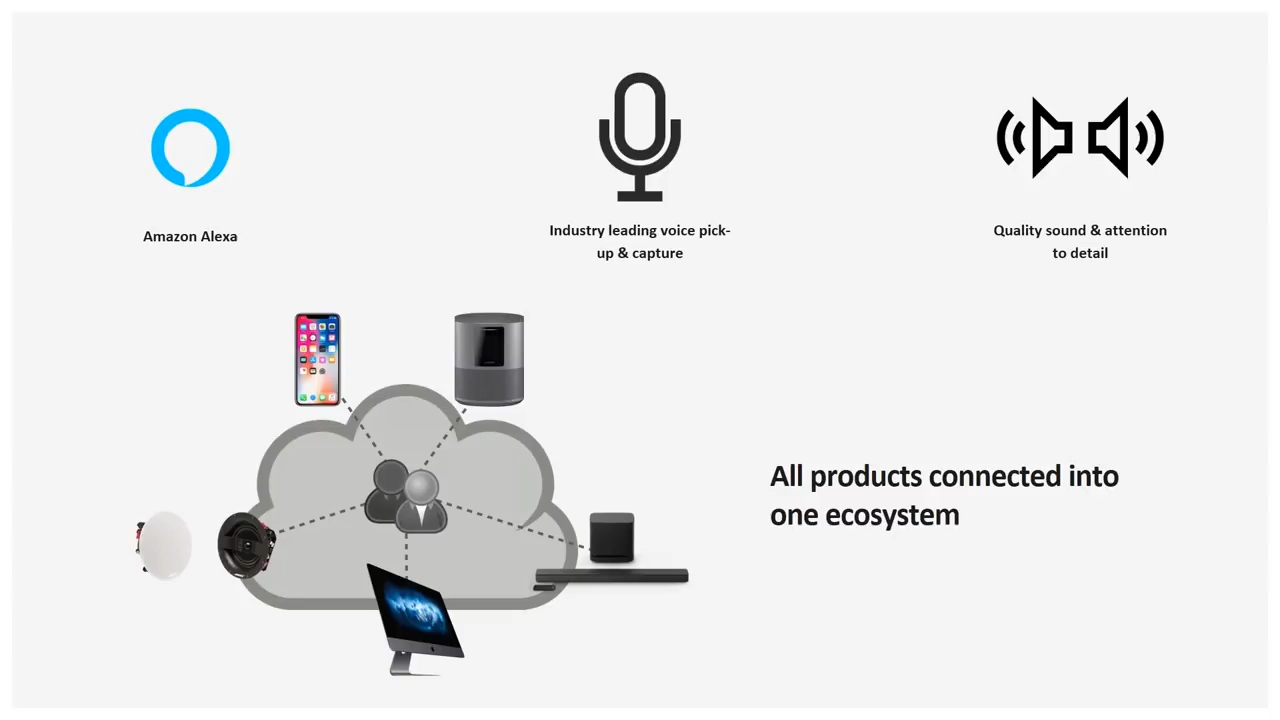 Amazon Alexa
Industry leading voice pick-
up & capture
Quality sound & attention
to detail
All products connected into
one ecosystem